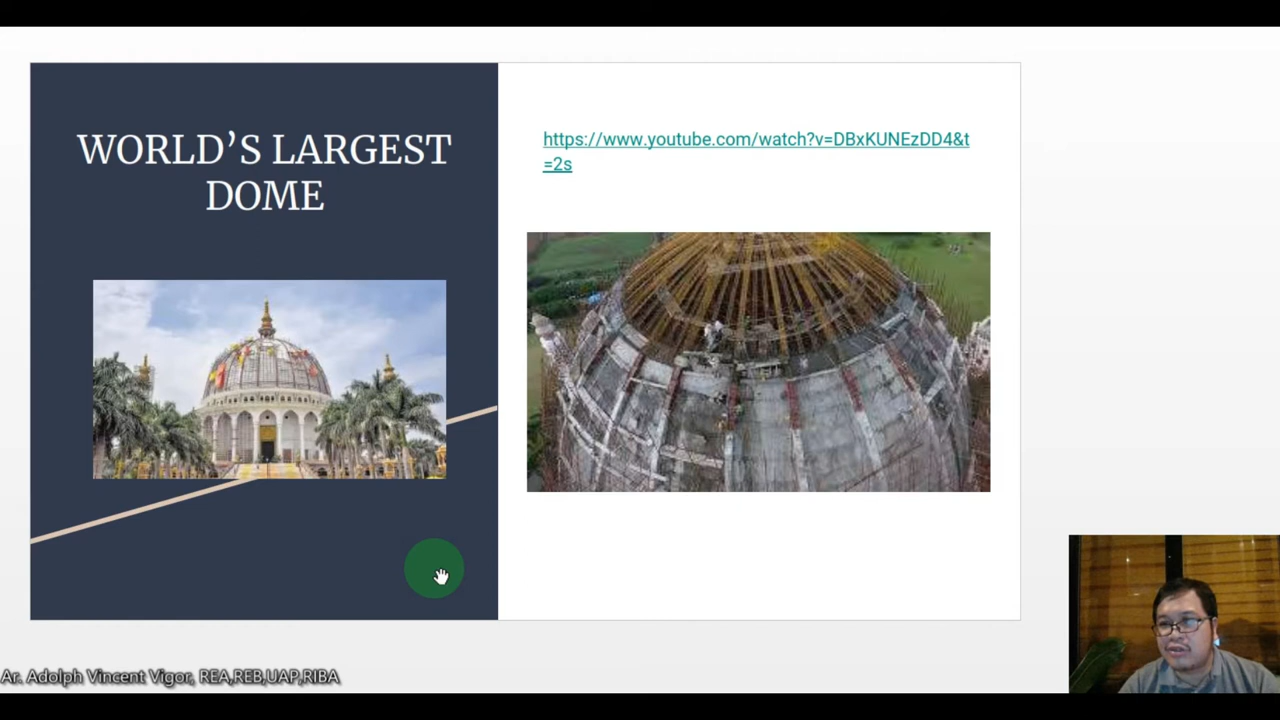 WORLD’S LARGEST
DOME
https://www.youtube.com/watch?v=DBxKUNEzDD4&t
=2s
Ar. Adolph Vincent Vigor, REA,REB,UAP,RIBA